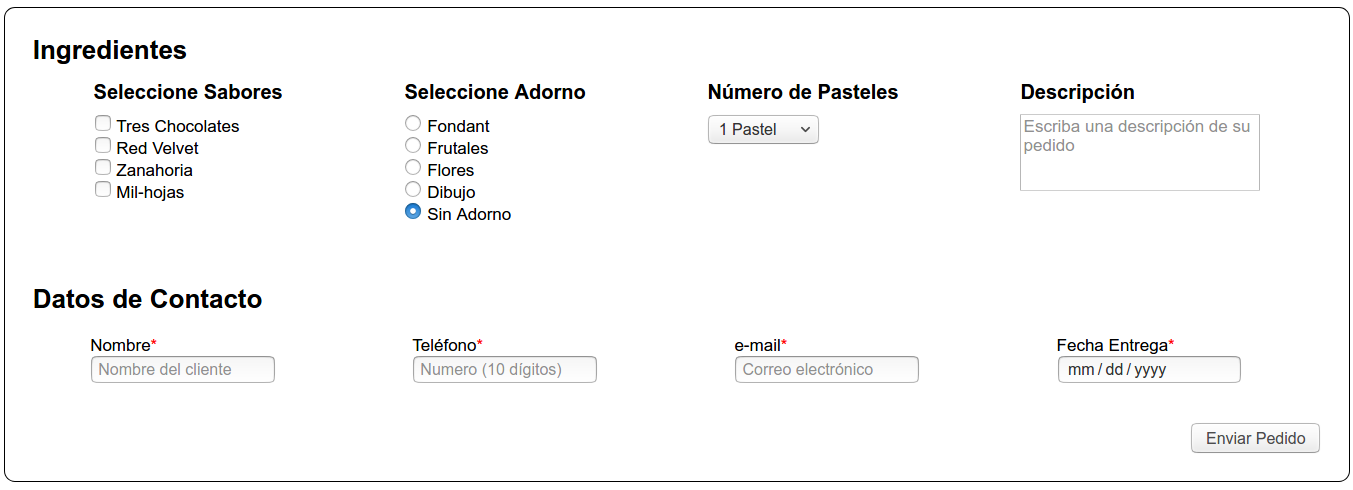 Ingredientes
Seleccione Sabores
Tres Chocolates
Red Velvet
Zanahoria
Mil-hojas
Seleccione Adorno
Fondant
Frutales
Flores
Dibujo
Sin Adorno
Número de Pasteles
1 Pastel
Descripción
Escriba una descripción de su
pedido
Datos de Contacto
Nombre*
Nombre del cliente
Teléfono*
Numero (10 dígitos)
e-mail*
Correo electrónico
Fecha Entrega*
mm / dd / yyyy
Enviar Pedido